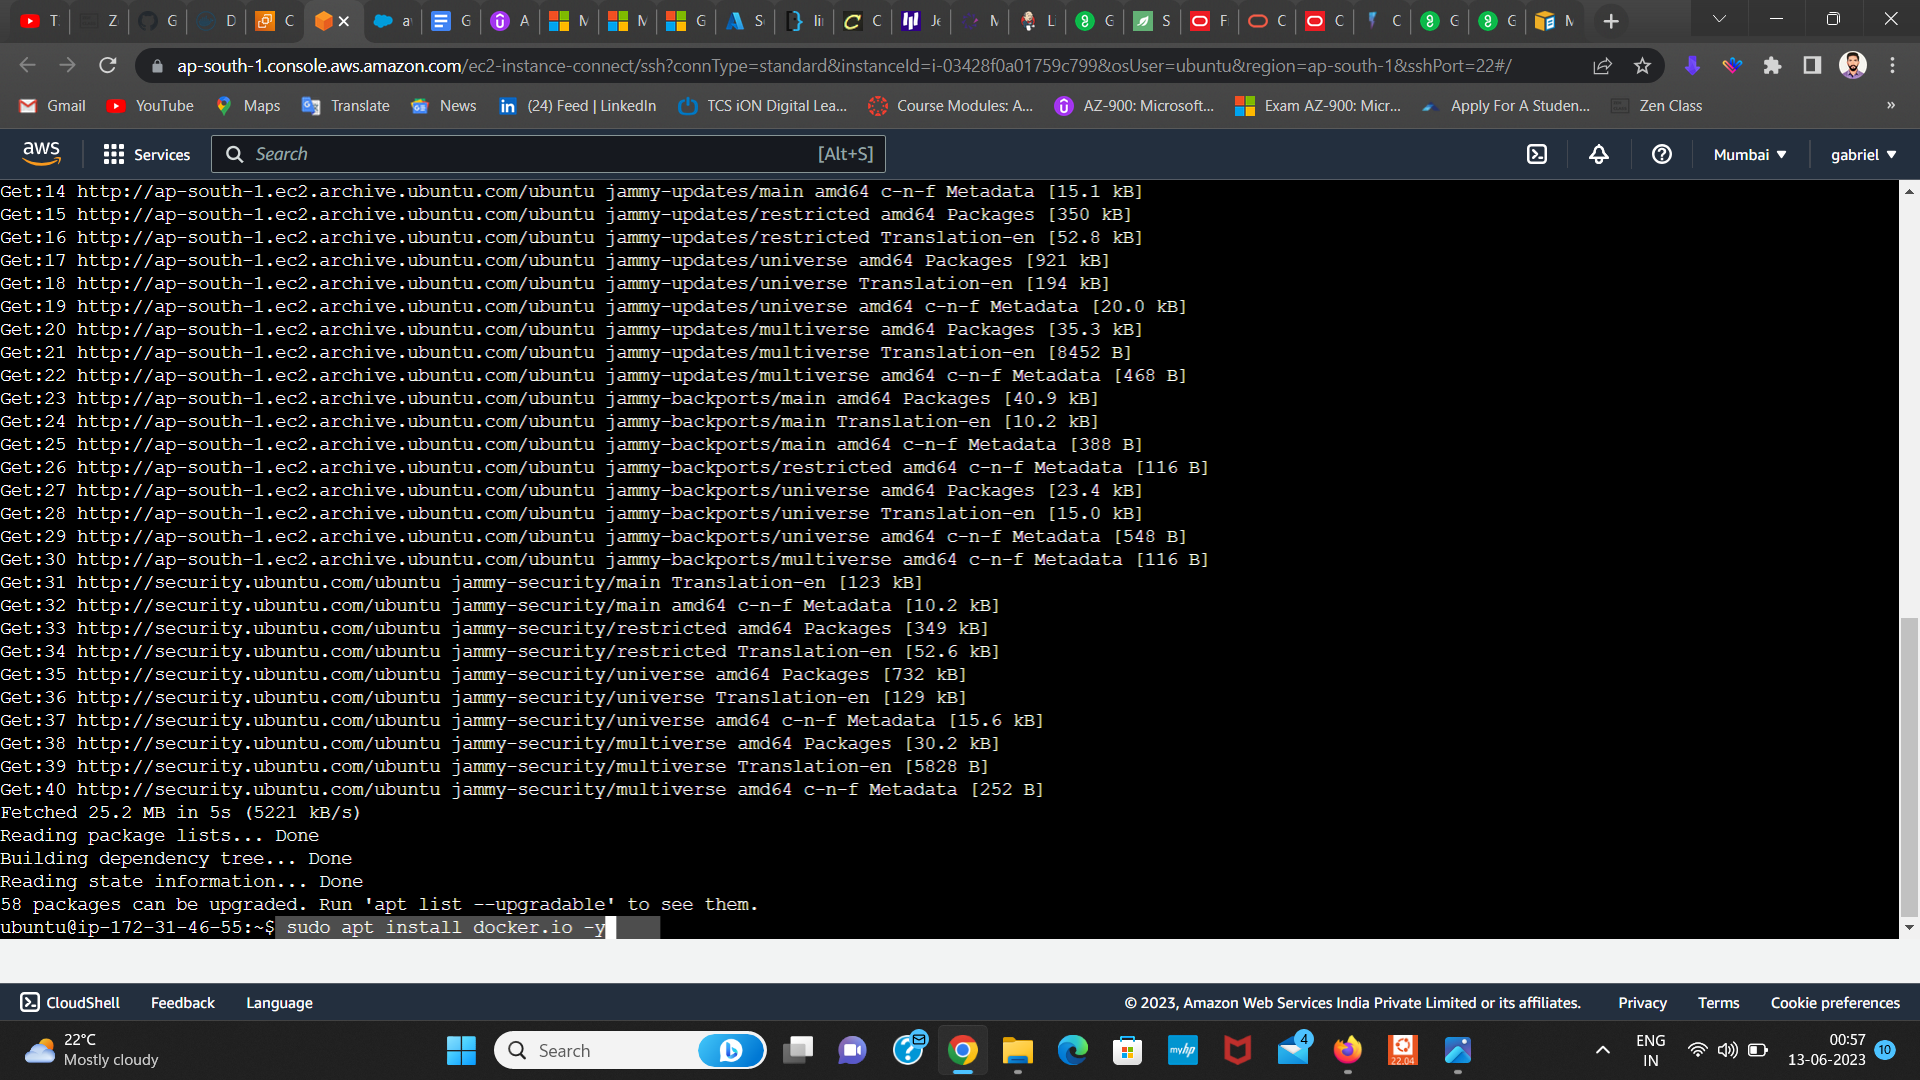 T
Z
G
D
C
a
G
A
M
M
G
A
S
lin
C
Je
M
Li
G
S
F
C
C
C
G
G
M
ap-south-1.console.aws.amazon.com/ec2-instance-connect/ssh?connType=standard&instanceId=i-03428f0a01759c799&osUser=ubuntu&region=ap-south-1&sshPort=22#/
Gmail YouTube Maps Translate News (24) Feed | LinkedIn TCS iON Digital Lea... Course Modules: A... AZ-900: Microsoft... Exam AZ-900: Micr... Apply For A Studen... Zen Class »
aws Services Search [Alt+S] Mumbai gabriel
Get:14 http://ap-south-1.ec2.archive.ubuntu.com/ubuntu jammy-updates/main amd64 c-n-f Metadata [15.1 kB]
Get:15 http://ap-south-1.ec2.archive.ubuntu.com/ubuntu jammy-updates/restricted amd64 Packages [350 kB]
Get:16 http://ap-south-1.ec2.archive.ubuntu.com/ubuntu jammy-updates/restricted Translation-en [52.8 kB]
Get:17 http://ap-south-1.ec2.archive.ubuntu.com/ubuntu jammy-updates/universe amd64 Packages [921 kB]
Get:18 http://ap-south-1.ec2.archive.ubuntu.com/ubuntu jammy-updates/universe Translation-en [194 kB]
Get:19 http://ap-south-1.ec2.archive.ubuntu.com/ubuntu jammy-updates/universe amd64 c-n-f Metadata [20.0 kB]
Get:20 http://ap-south-1.ec2.archive.ubuntu.com/ubuntu jammy-updates/multiverse amd64 Packages [35.3 kB]
Get:21 http://ap-south-1.ec2.archive.ubuntu.com/ubuntu jammy-updates/multiverse Translation-en [8452 B]
Get:22 http://ap-south-1.ec2.archive.ubuntu.com/ubuntu jammy-updates/multiverse amd64 c-n-f Metadata [468 B]
Get:23 http://ap-south-1.ec2.archive.ubuntu.com/ubuntu jammy-backports/main amd64 Packages [40.9 kB]
Get:24 http://ap-south-1.ec2.archive.ubuntu.com/ubuntu jammy-backports/main Translation-en [10.2 kB]
Get:25 http://ap-south-1.ec2.archive.ubuntu.com/ubuntu jammy-backports/main amd64 c-n-f Metadata [388 B]
Get:26 http://ap-south-1.ec2.archive.ubuntu.com/ubuntu jammy-backports/restricted amd64 c-n-f Metadata [116 B]
Get:27 http://ap-south-1.ec2.archive.ubuntu.com/ubuntu jammy-backports/universe amd64 Packages [23.4 kB]
Get:28 http://ap-south-1.ec2.archive.ubuntu.com/ubuntu jammy-backports/universe Translation-en [15.0 kB]
Get:29 http://ap-south-1.ec2.archive.ubuntu.com/ubuntu jammy-backports/universe amd64 c-n-f Metadata [548 B]
Get:30 http://ap-south-1.ec2.archive.ubuntu.com/ubuntu jammy-backports/multiverse amd64 c-n-f Metadata [116 B]
Get:31 http://security.ubuntu.com/ubuntu jammy-security/main Translation-en [123 kB]
Get:32 http://security.ubuntu.com/ubuntu jammy-security/main amd64 c-n-f Metadata [10.2 kB]
Get:33 http://security.ubuntu.com/ubuntu jammy-security/restricted amd64 Packages [349 kB]
Get:34 http://security.ubuntu.com/ubuntu jammy-security/restricted Translation-en [52.6 kB]
Get:35 http://security.ubuntu.com/ubuntu jammy-security/universe amd64 Packages [732 kB]
Get:36 http://security.ubuntu.com/ubuntu jammy-security/universe Translation-en [129 kB]
Get:37 http://security.ubuntu.com/ubuntu jammy-security/universe amd64 c-n-f Metadata [15.6 kB]
Get:38 http://security.ubuntu.com/ubuntu jammy-security/multiverse amd64 Packages [30.2 kB]
Get:39 http://security.ubuntu.com/ubuntu jammy-security/multiverse Translation-en [5828 B]
Get:40 http://security.ubuntu.com/ubuntu jammy-security/multiverse amd64 c-n-f Metadata [252 B]
Fetched 25.2 MB in 5s (5221 kB/s)
Reading package lists... Done
Building dependency tree... Done
Reading state information... Done
58 packages can be upgraded. Run 'apt list --upgradable' to see them.
ubuntu@ip-172-31-46-55:~$ sudo apt install docker.io -y
CloudShell Feedback Language © 2023, Amazon Web Services India Private Limited or its affiliates. Privacy Terms Cookie preferences
22°C
Mostly cloudy
Search
myhp
4
22.04
ENG
IN
00:57
13-06-2023
10